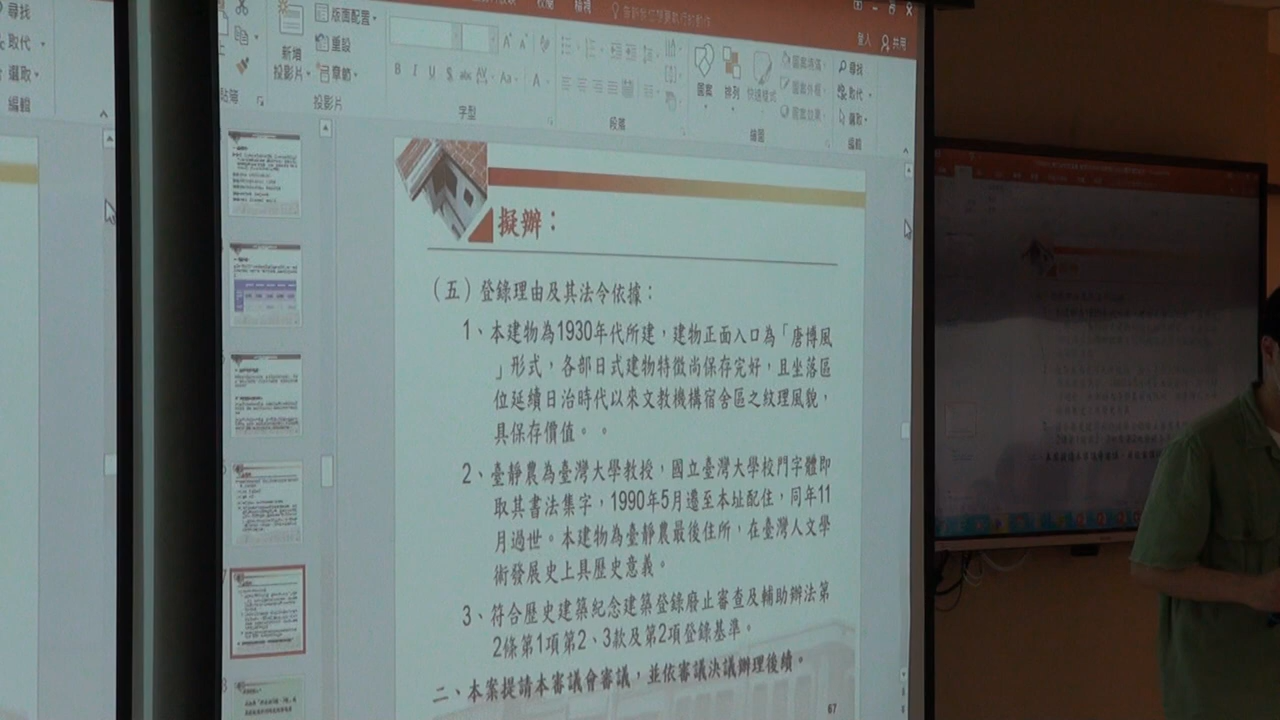 尋找
取代
選取
編輯
新增
投影片
版面配置
重設
章節
投影片
字型
段落
圖案
排列
快速樣式
繪圖
登入
共用
尋找
取代
選取
編輯
擬辦：
（五）登錄理由及其法令依據：
1、本建物為1930年代所建，建物正面入口為「唐博風
」形式，各部日式建物特徵尚保存完好，且坐落區
位延續日治時代以來文教機構宿舍區之紋理風貌，
具保存價值。。
2、臺靜農為臺灣大學教授，國立臺灣大學校門字體即
取其書法集字，1990年5月遷至本址配住，同年11
月過世。本建物為臺靜農最後住所，在臺灣人文學
術發展史上具歷史意義。
3、符合歷史建築紀念建築登錄廢止審查及輔助辦法第
2條第1項第2、3款及第2項登錄基準。
二、本案提請本審議會審議，並依審議決議辦理後續。
67